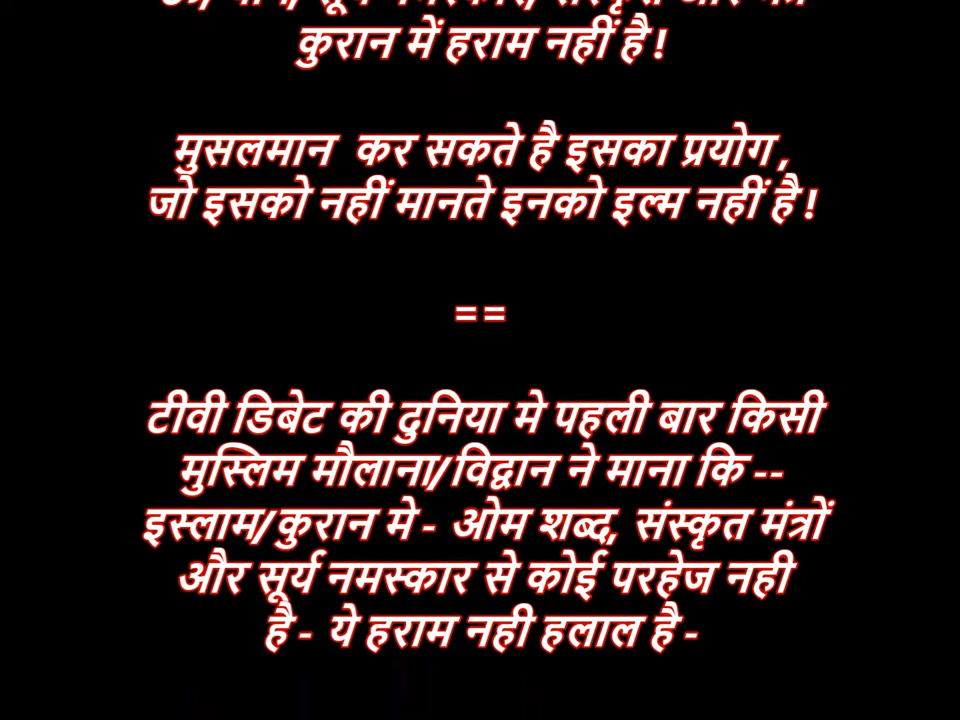 कुरान में हराम नहीं है !
मुसलमान कर सकते है इसका प्रयोग ,
जो इसको नहीं मानते इनको इल्म नहीं है !
==
टीवी डिबेट की दुनिया मे पहली बार किसी
मुस्लिम मौलाना/विद्वान ने माना कि --
इस्लाम/कुरान मे - ओम शब्द, संस्कृत मंत्रों
और सूर्य नमस्कार से कोई परहेज नही
है - ये हराम नही हलाल है -